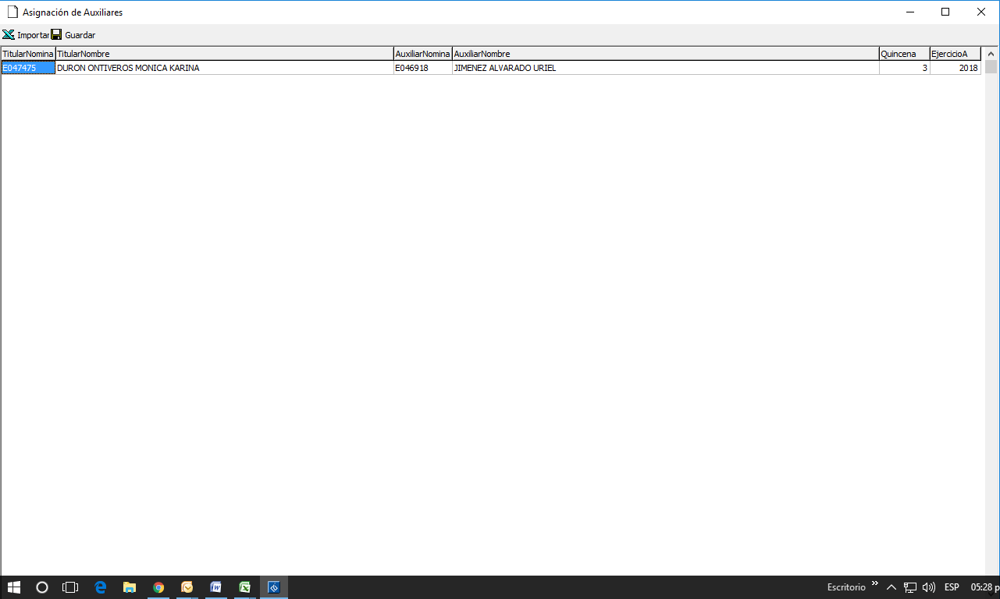 Asignación de Auxiliares
Importar Guardar
TitularNomina TitularNombre AuxiliarNomina AuxiliarNombre Quincena EjercicioA
E047475 DURON ONTIVEROS MONICA KARINA E046918 JIMENEZ ALVARADO URIEL 3 2018
Escritorio » ESP 05:28 p